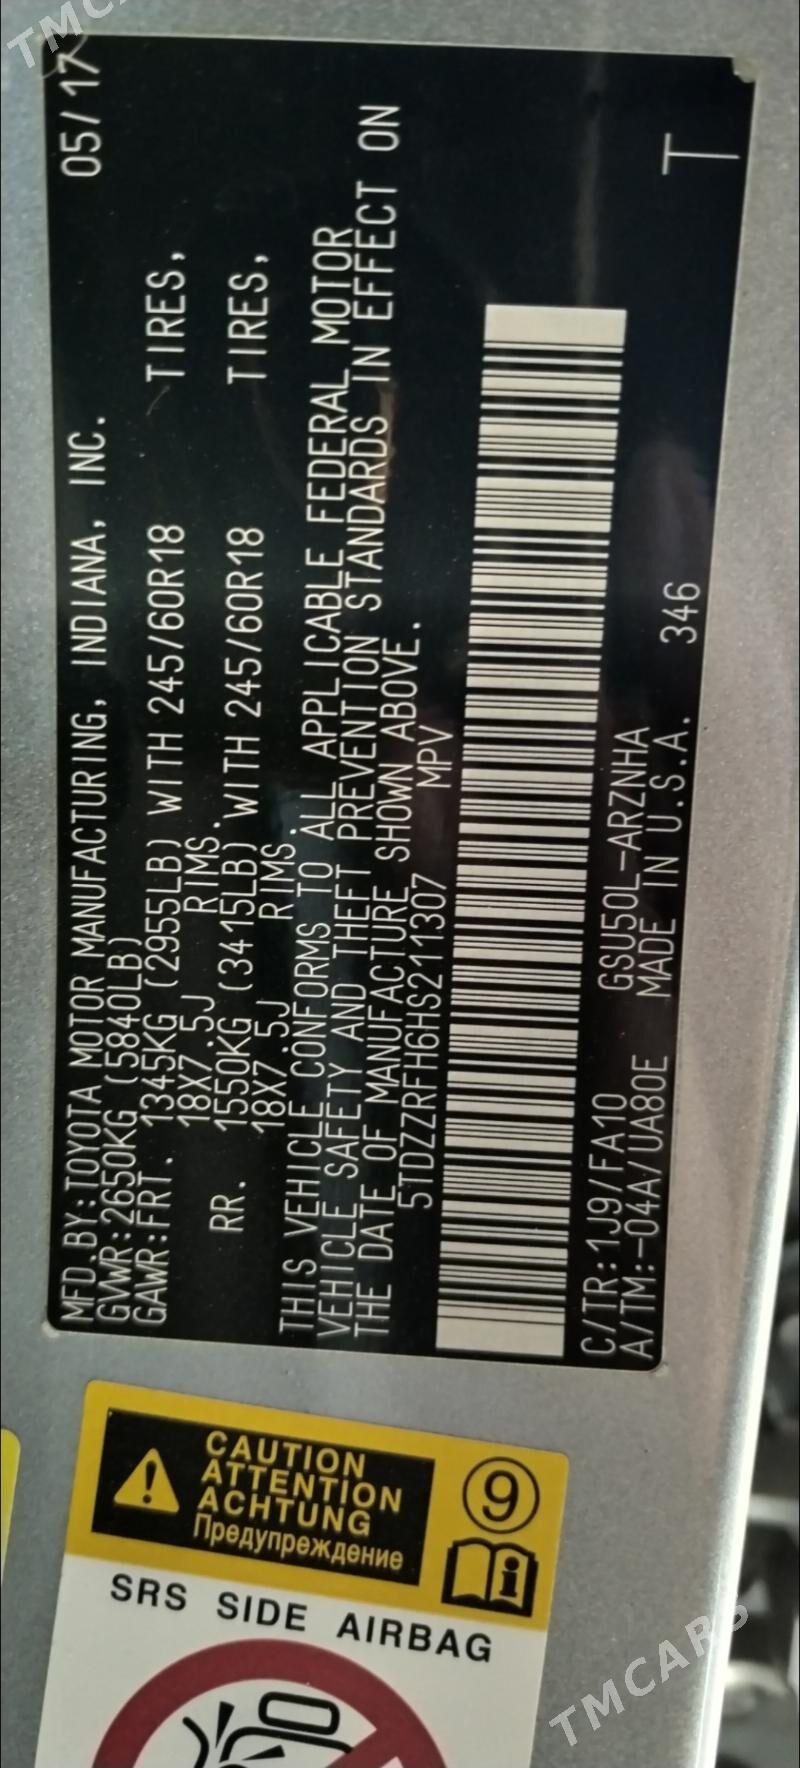 MFD.BY:TOYOTA MOTOR MANUFACTURING, INDIANA, INC. 05/17
GVWR:2650KG (5840LB)
GAWR:FRT. 1345KG (2955LB) WITH 245/60R18 TIRES,
18X7.5J RIMS.
RR. 1550KG (3415LB) WITH 245/60R18 TIRES,
18X7.5J RIMS.
THIS VEHICLE CONFORMS TO ALL APPLICABLE FEDERAL MOTOR
VEHICLE SAFETY AND THEFT PREVENTION STANDARDS IN EFFECT ON
THE DATE OF MANUFACTURE SHOWN ABOVE.
5TDZZRFH6HS211307 MPV
C/TR:1J9/FA10 GSU50L-ARZNHA
A/TM:-04A/UA80E MADE IN U.S.A. 346 T
CAUTION
ATTENTION
ACHTUNG
Предупреждение
9
SRS SIDE AIRBAG
TMCARS